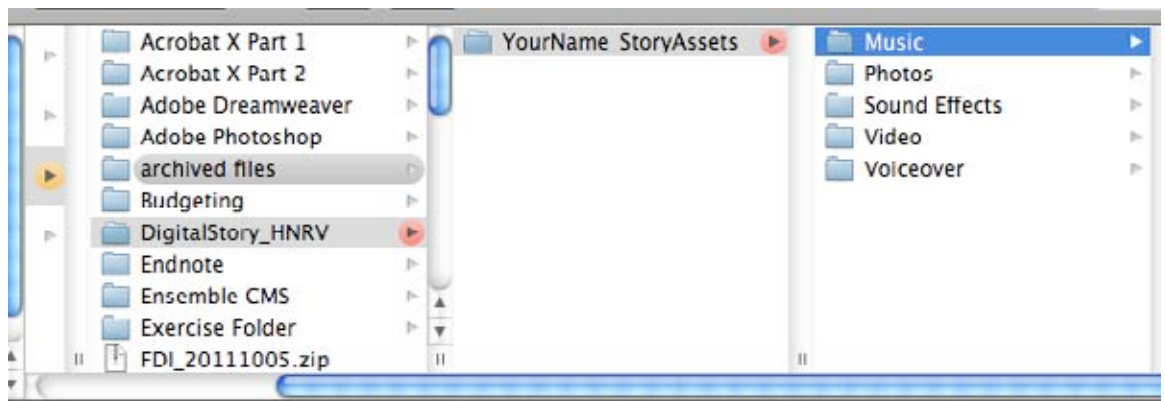 Acrobat X Part 1
Acrobat X Part 2
Adobe Dreamweaver
Adobe Photoshop
archived files
Budgeting
DigitalStory_HNRV
Endnote
Ensemble CMS
Exercise Folder
FDI_20111005.zip
YourName_StoryAssets
Music
Photos
Sound Effects
Video
Voiceover